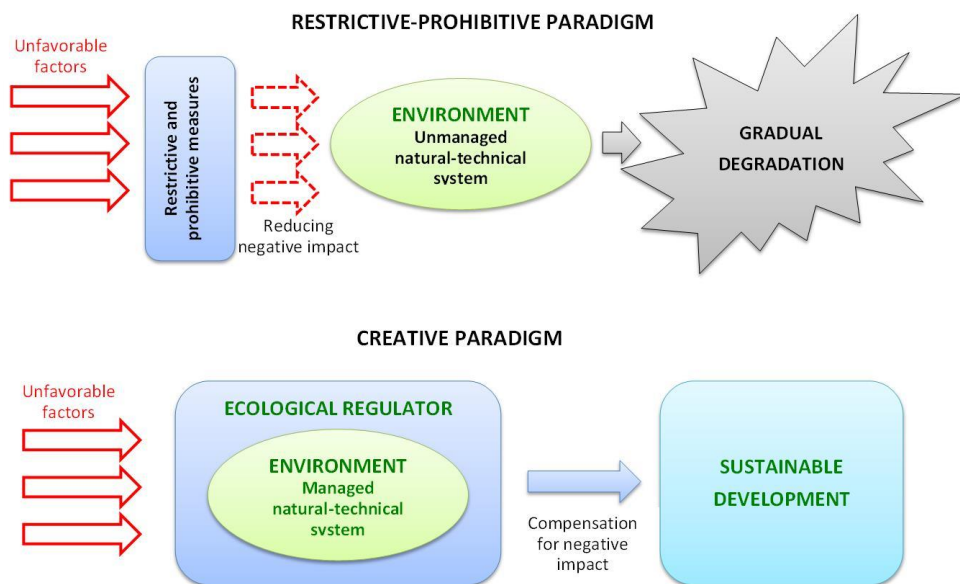 RESTRICTIVE-PROHIBITIVE PARADIGM
Unfavorable
factors
Restrictive and
prohibitive measures
Reducing
negative impact
ENVIRONMENT
Unmanaged
natural-technical
system
GRADUAL
DEGRADATION
CREATIVE PARADIGM
Unfavorable
factors
ECOLOGICAL REGULATOR
ENVIRONMENT
Managed
natural-technical
system
Compensation
for negative
impact
SUSTAINABLE
DEVELOPMENT